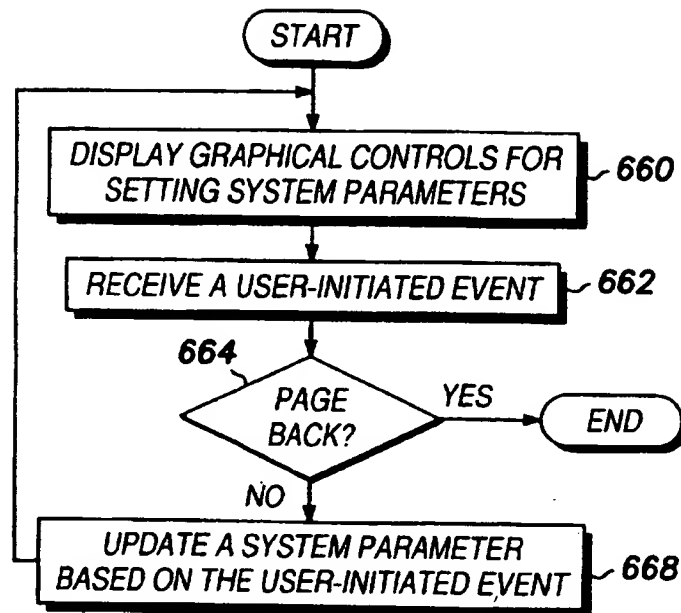 START
DISPLAY GRAPHICAL CONTROLS FOR
SETTING SYSTEM PARAMETERS
660
RECEIVE A USER-INITIATED EVENT
662
664
PAGE
BACK?
YES
END
NO
UPDATE A SYSTEM PARAMETER
BASED ON THE USER-INITIATED EVENT
668